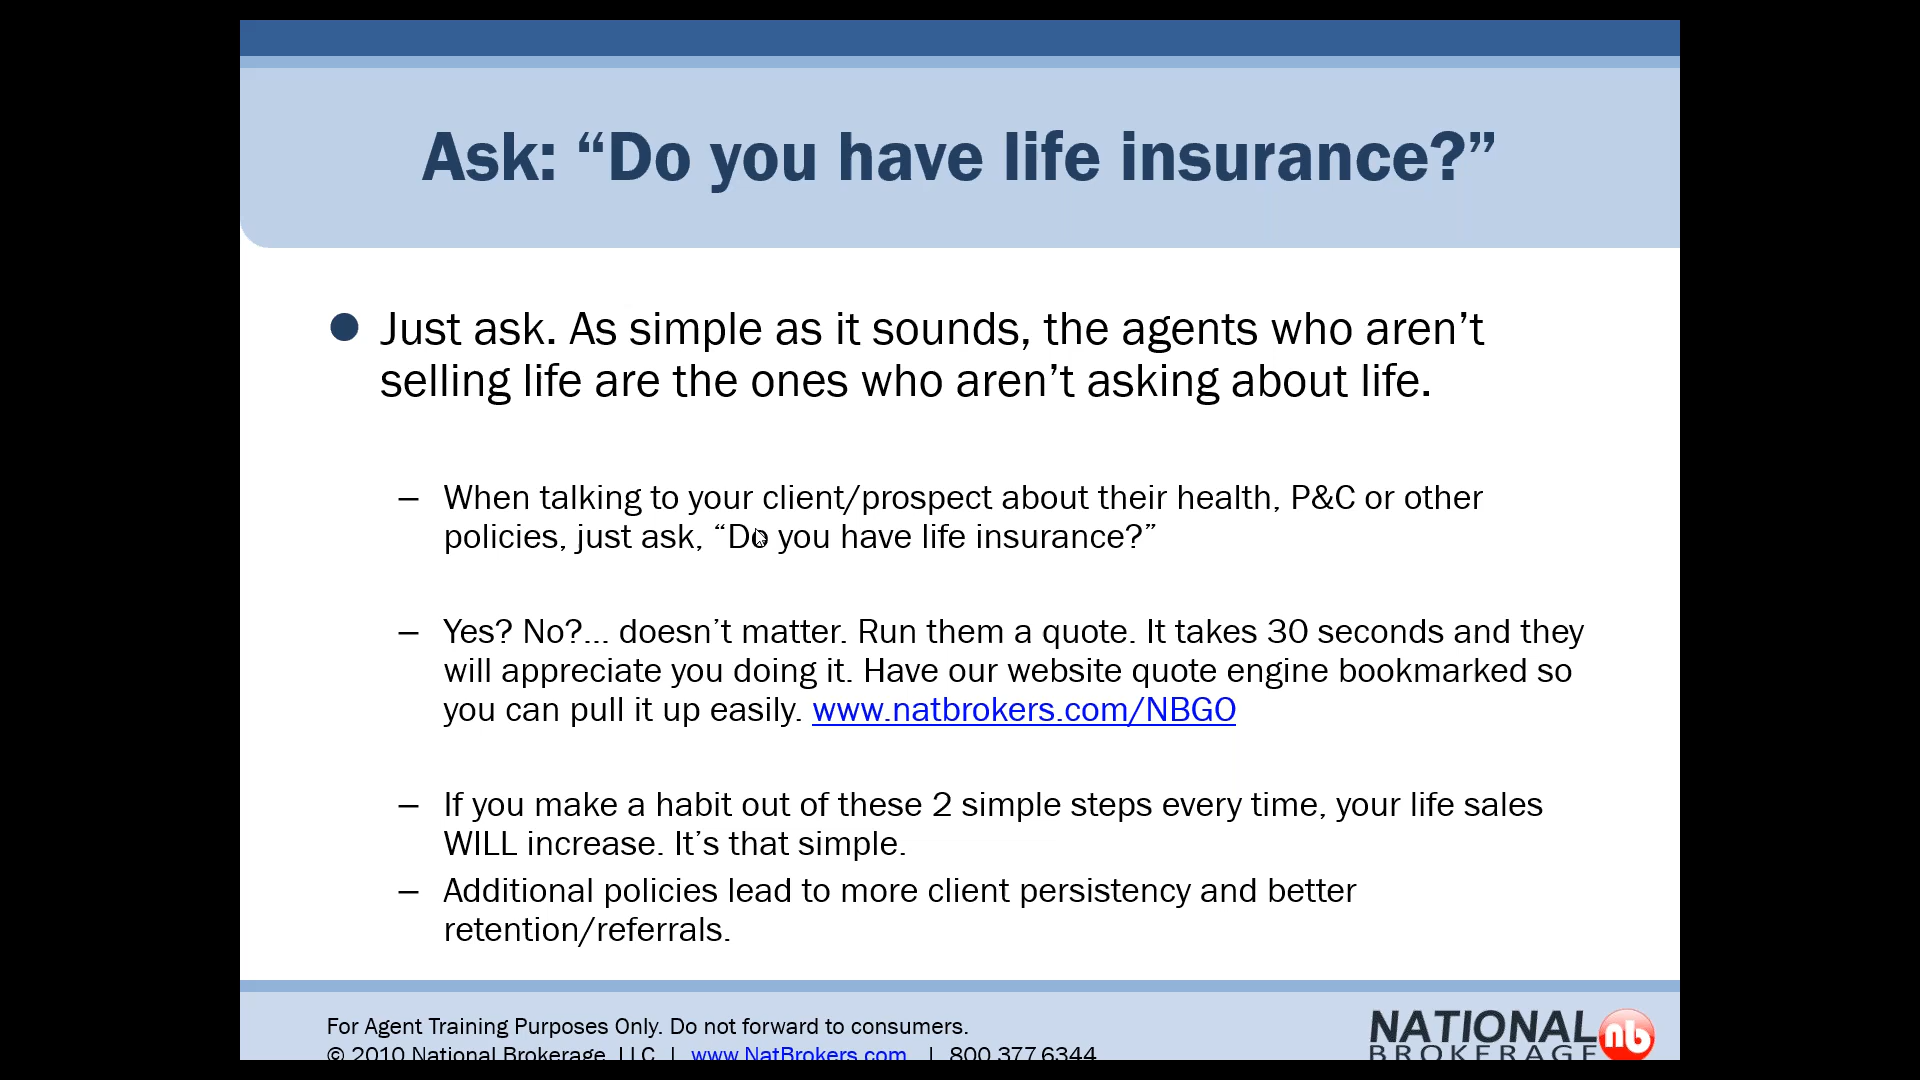 Ask: “Do you have life insurance?”
Just ask. As simple as it sounds, the agents who aren’t
selling life are the ones who aren’t asking about life.
– When talking to your client/prospect about their health, P&C or other
policies, just ask, “Do you have life insurance?”
– Yes? No?... doesn’t matter. Run them a quote. It takes 30 seconds and they
will appreciate you doing it. Have our website quote engine bookmarked so
you can pull it up easily. www.natbrokers.com/NBGO
– If you make a habit out of these 2 simple steps every time, your life sales
WILL increase. It’s that simple.
– Additional policies lead to more client persistency and better
retention/referrals.
For Agent Training Purposes Only. Do not forward to consumers.
© 2010 National Brokerage, LLC | www.NatBrokers.com | 800.377.6344
NATIONAL
BROKERAGE
nb